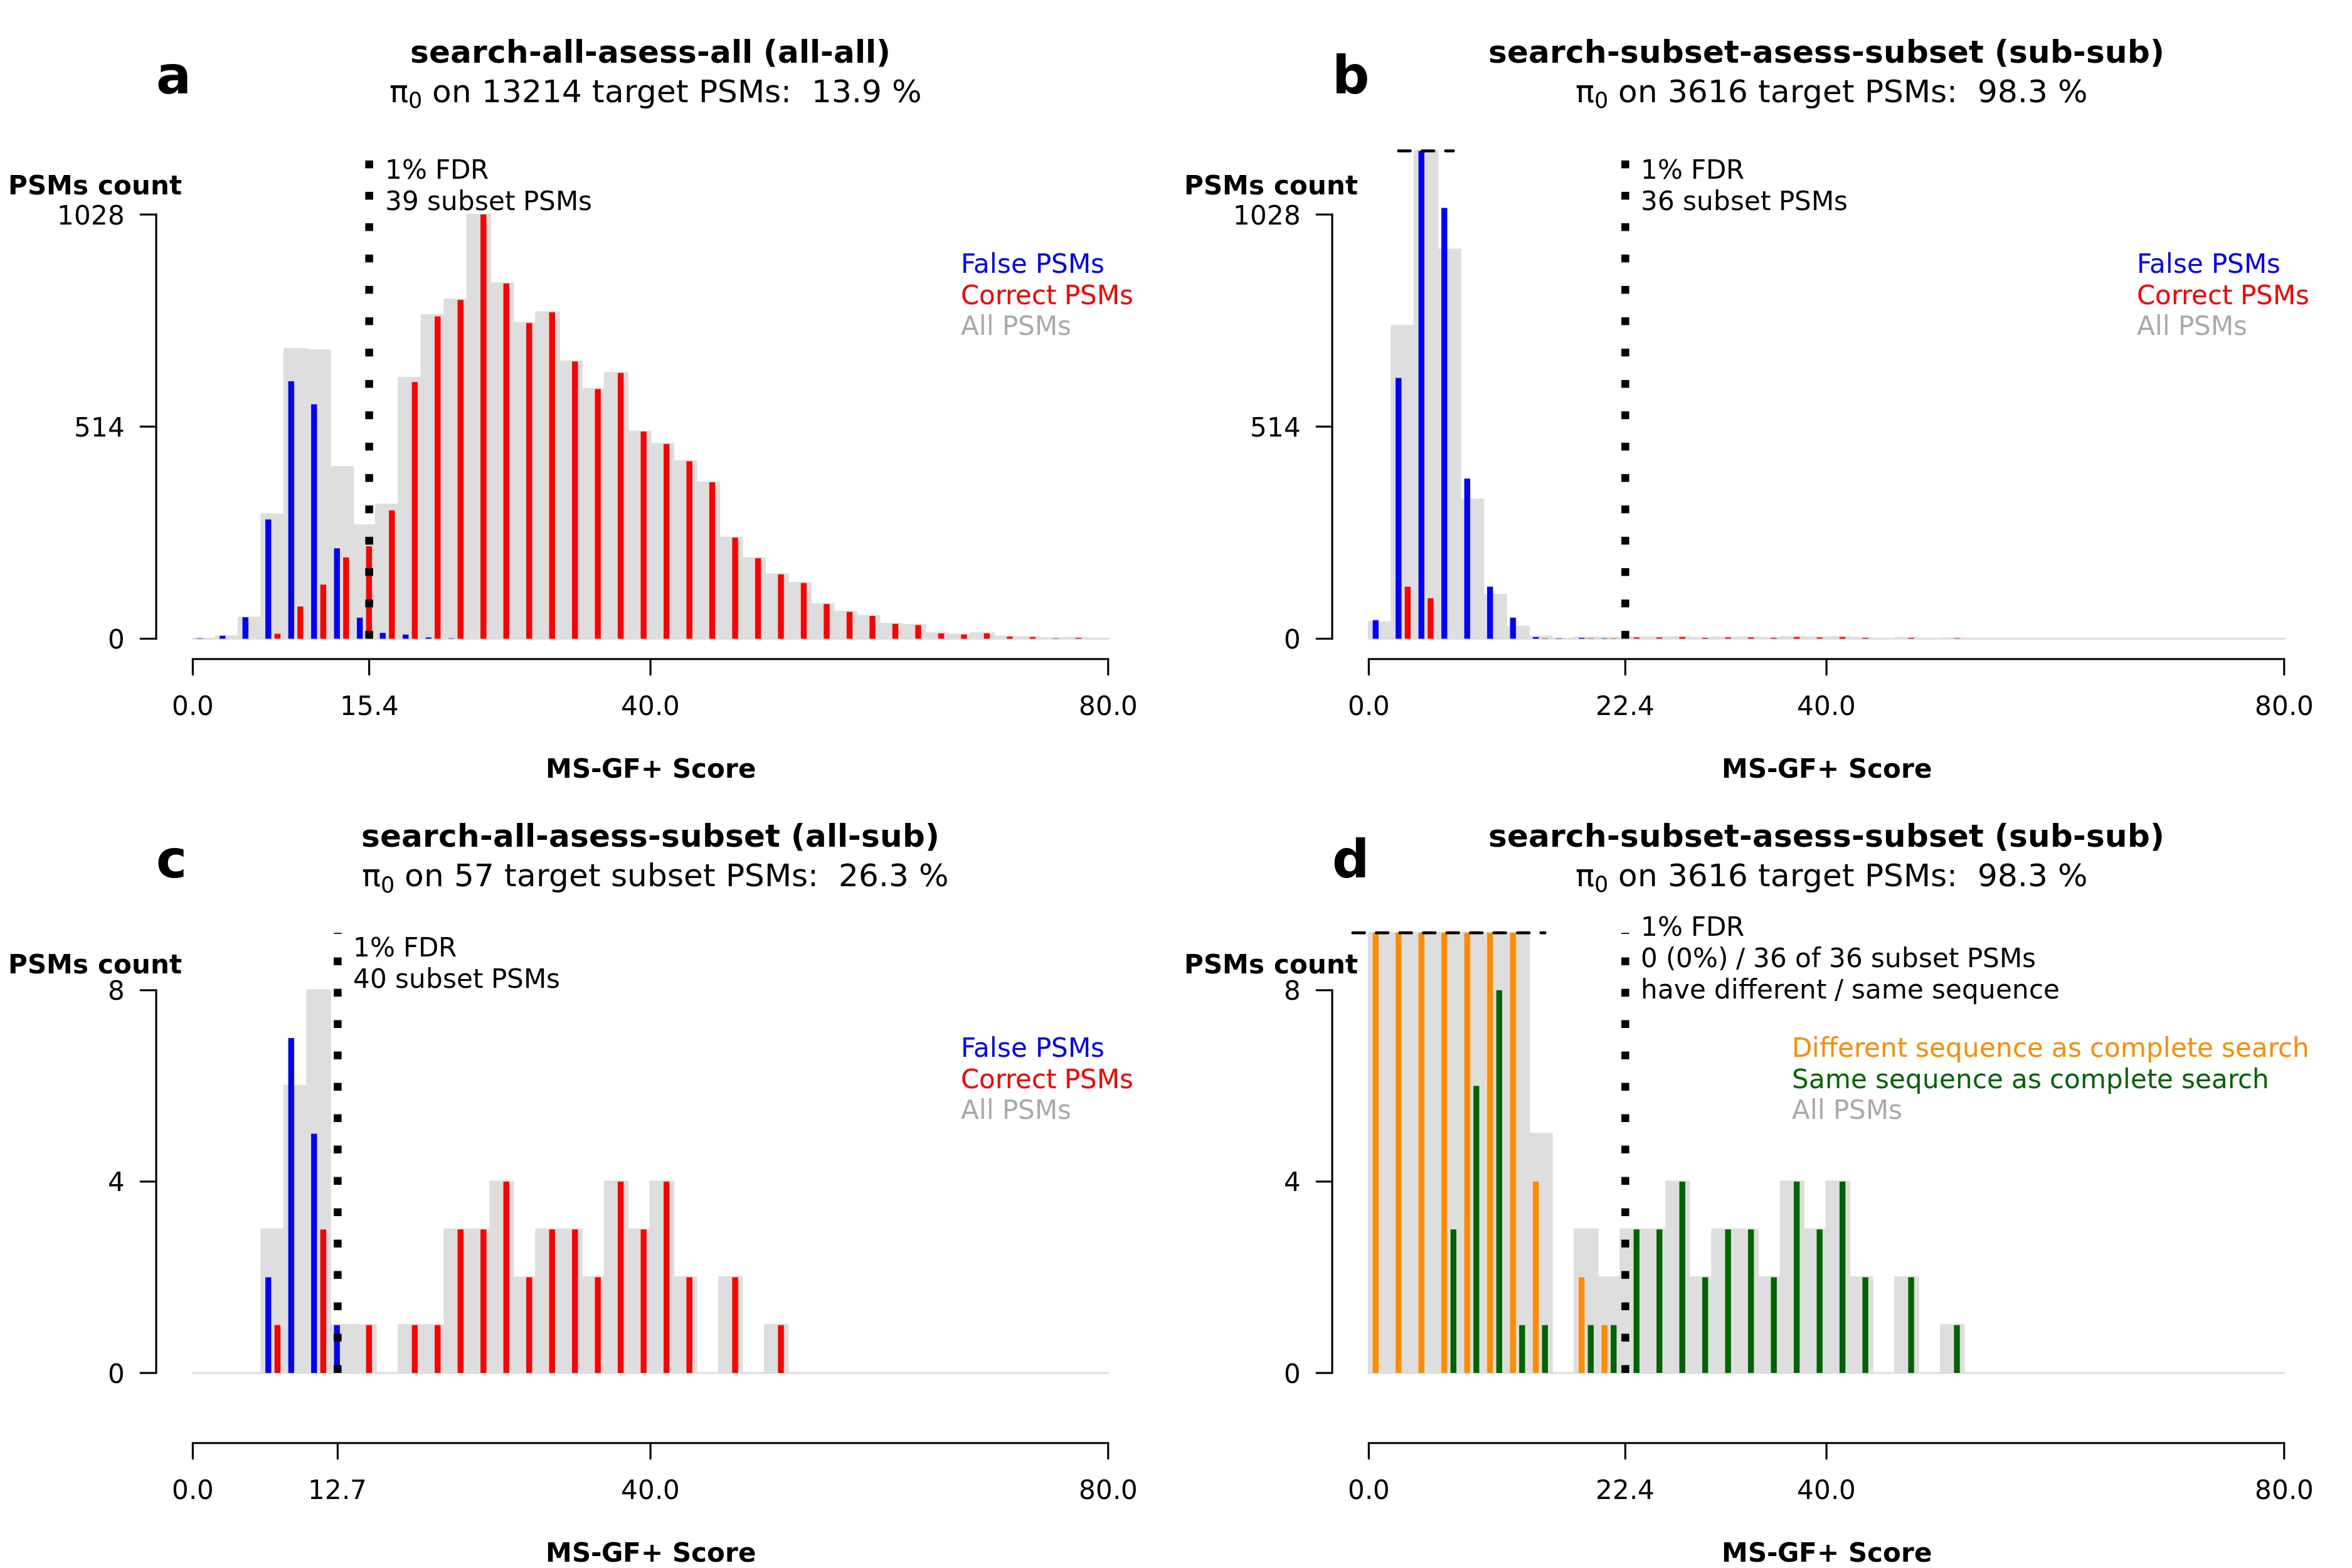 a
search-all-asess-all (all-all)
π0 on 13214 target PSMs: 13.9 %
1% FDR
39 subset PSMs
PSMs count
1028
514
0
False PSMs
Correct PSMs
All PSMs
0.0 15.4 40.0 80.0
MS-GF+ Score
b
search-subset-asess-subset (sub-sub)
π0 on 3616 target PSMs: 98.3 %
1% FDR
36 subset PSMs
PSMs count
1028
514
0
False PSMs
Correct PSMs
All PSMs
0.0 22.4 40.0 80.0
MS-GF+ Score
c
search-all-asess-subset (all-sub)
π0 on 57 target subset PSMs: 26.3 %
1% FDR
40 subset PSMs
PSMs count
8
4
0
False PSMs
Correct PSMs
All PSMs
0.0 12.7 40.0 80.0
MS-GF+ Score
d
search-subset-asess-subset (sub-sub)
π0 on 3616 target PSMs: 98.3 %
1% FDR
0 (0%) / 36 of 36 subset PSMs
have different / same sequence
PSMs count
8
4
0
Different sequence as complete search
Same sequence as complete search
All PSMs
0.0 22.4 40.0 80.0
MS-GF+ Score